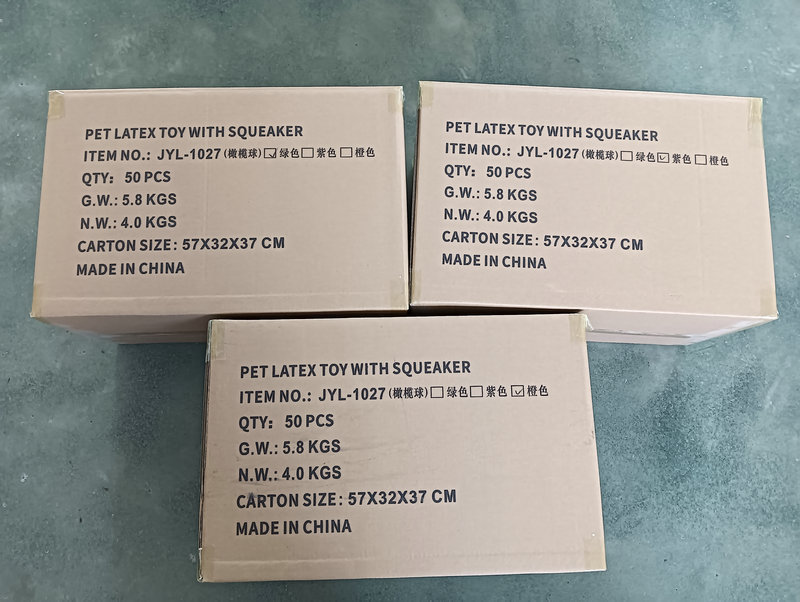 PET LATEX TOY WITH SQUEAKER
ITEM NO.: JYL-1027(橄榄球)☑绿色☐紫色☐橙色
QTY: 50 PCS
G.W.: 5.8 KGS
N.W.: 4.0 KGS
CARTON SIZE: 57X32X37 CM
MADE IN CHINA
PET LATEX TOY WITH SQUEAKER
ITEM NO.: JYL-1027(橄榄球)☐绿色☑紫色☐橙色
QTY: 50 PCS
G.W.: 5.8 KGS
N.W.: 4.0 KGS
CARTON SIZE: 57X32X37 CM
MADE IN CHINA
PET LATEX TOY WITH SQUEAKER
ITEM NO.: JYL-1027(橄榄球)☐绿色☐紫色☑橙色
QTY: 50 PCS
G.W.: 5.8 KGS
N.W.: 4.0 KGS
CARTON SIZE: 57X32X37 CM
MADE IN CHINA